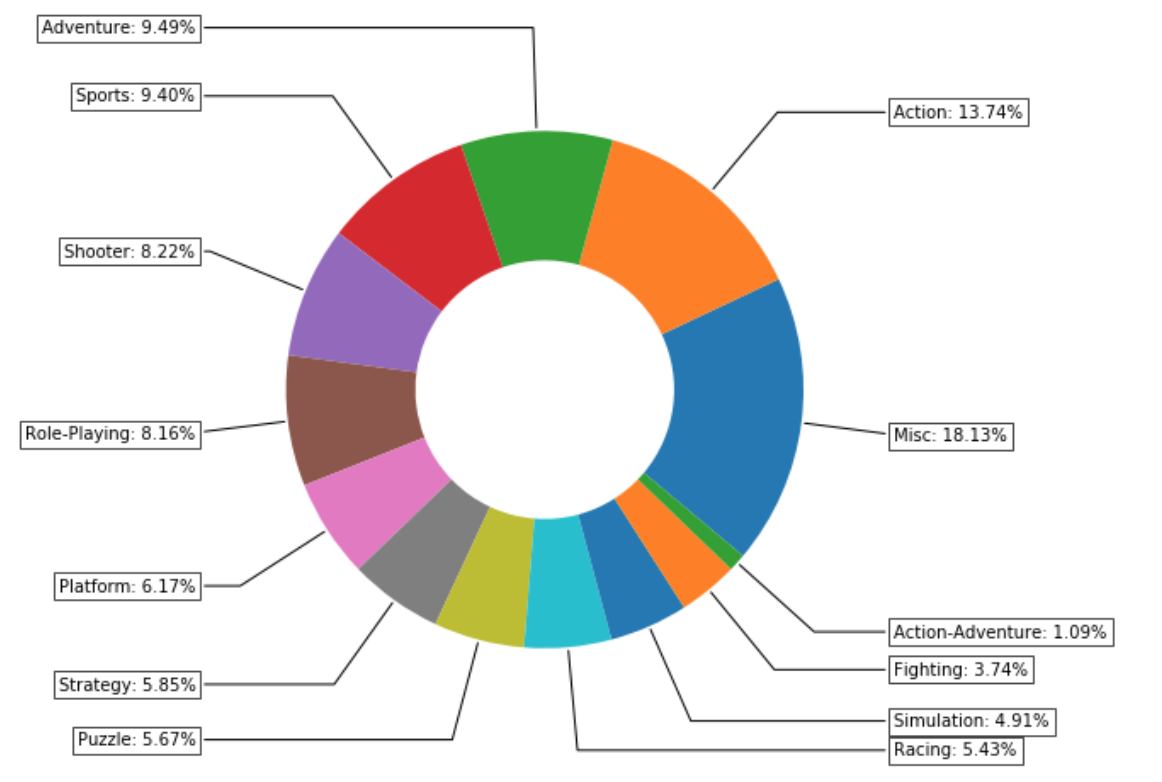 Adventure: 9.49%
Sports: 9.40%
Action: 13.74%
Shooter: 8.22%
Role-Playing: 8.16%
Misc: 18.13%
Platform: 6.17%
Action-Adventure: 1.09%
Fighting: 3.74%
Strategy: 5.85%
Simulation: 4.91%
Puzzle: 5.67%
Racing: 5.43%